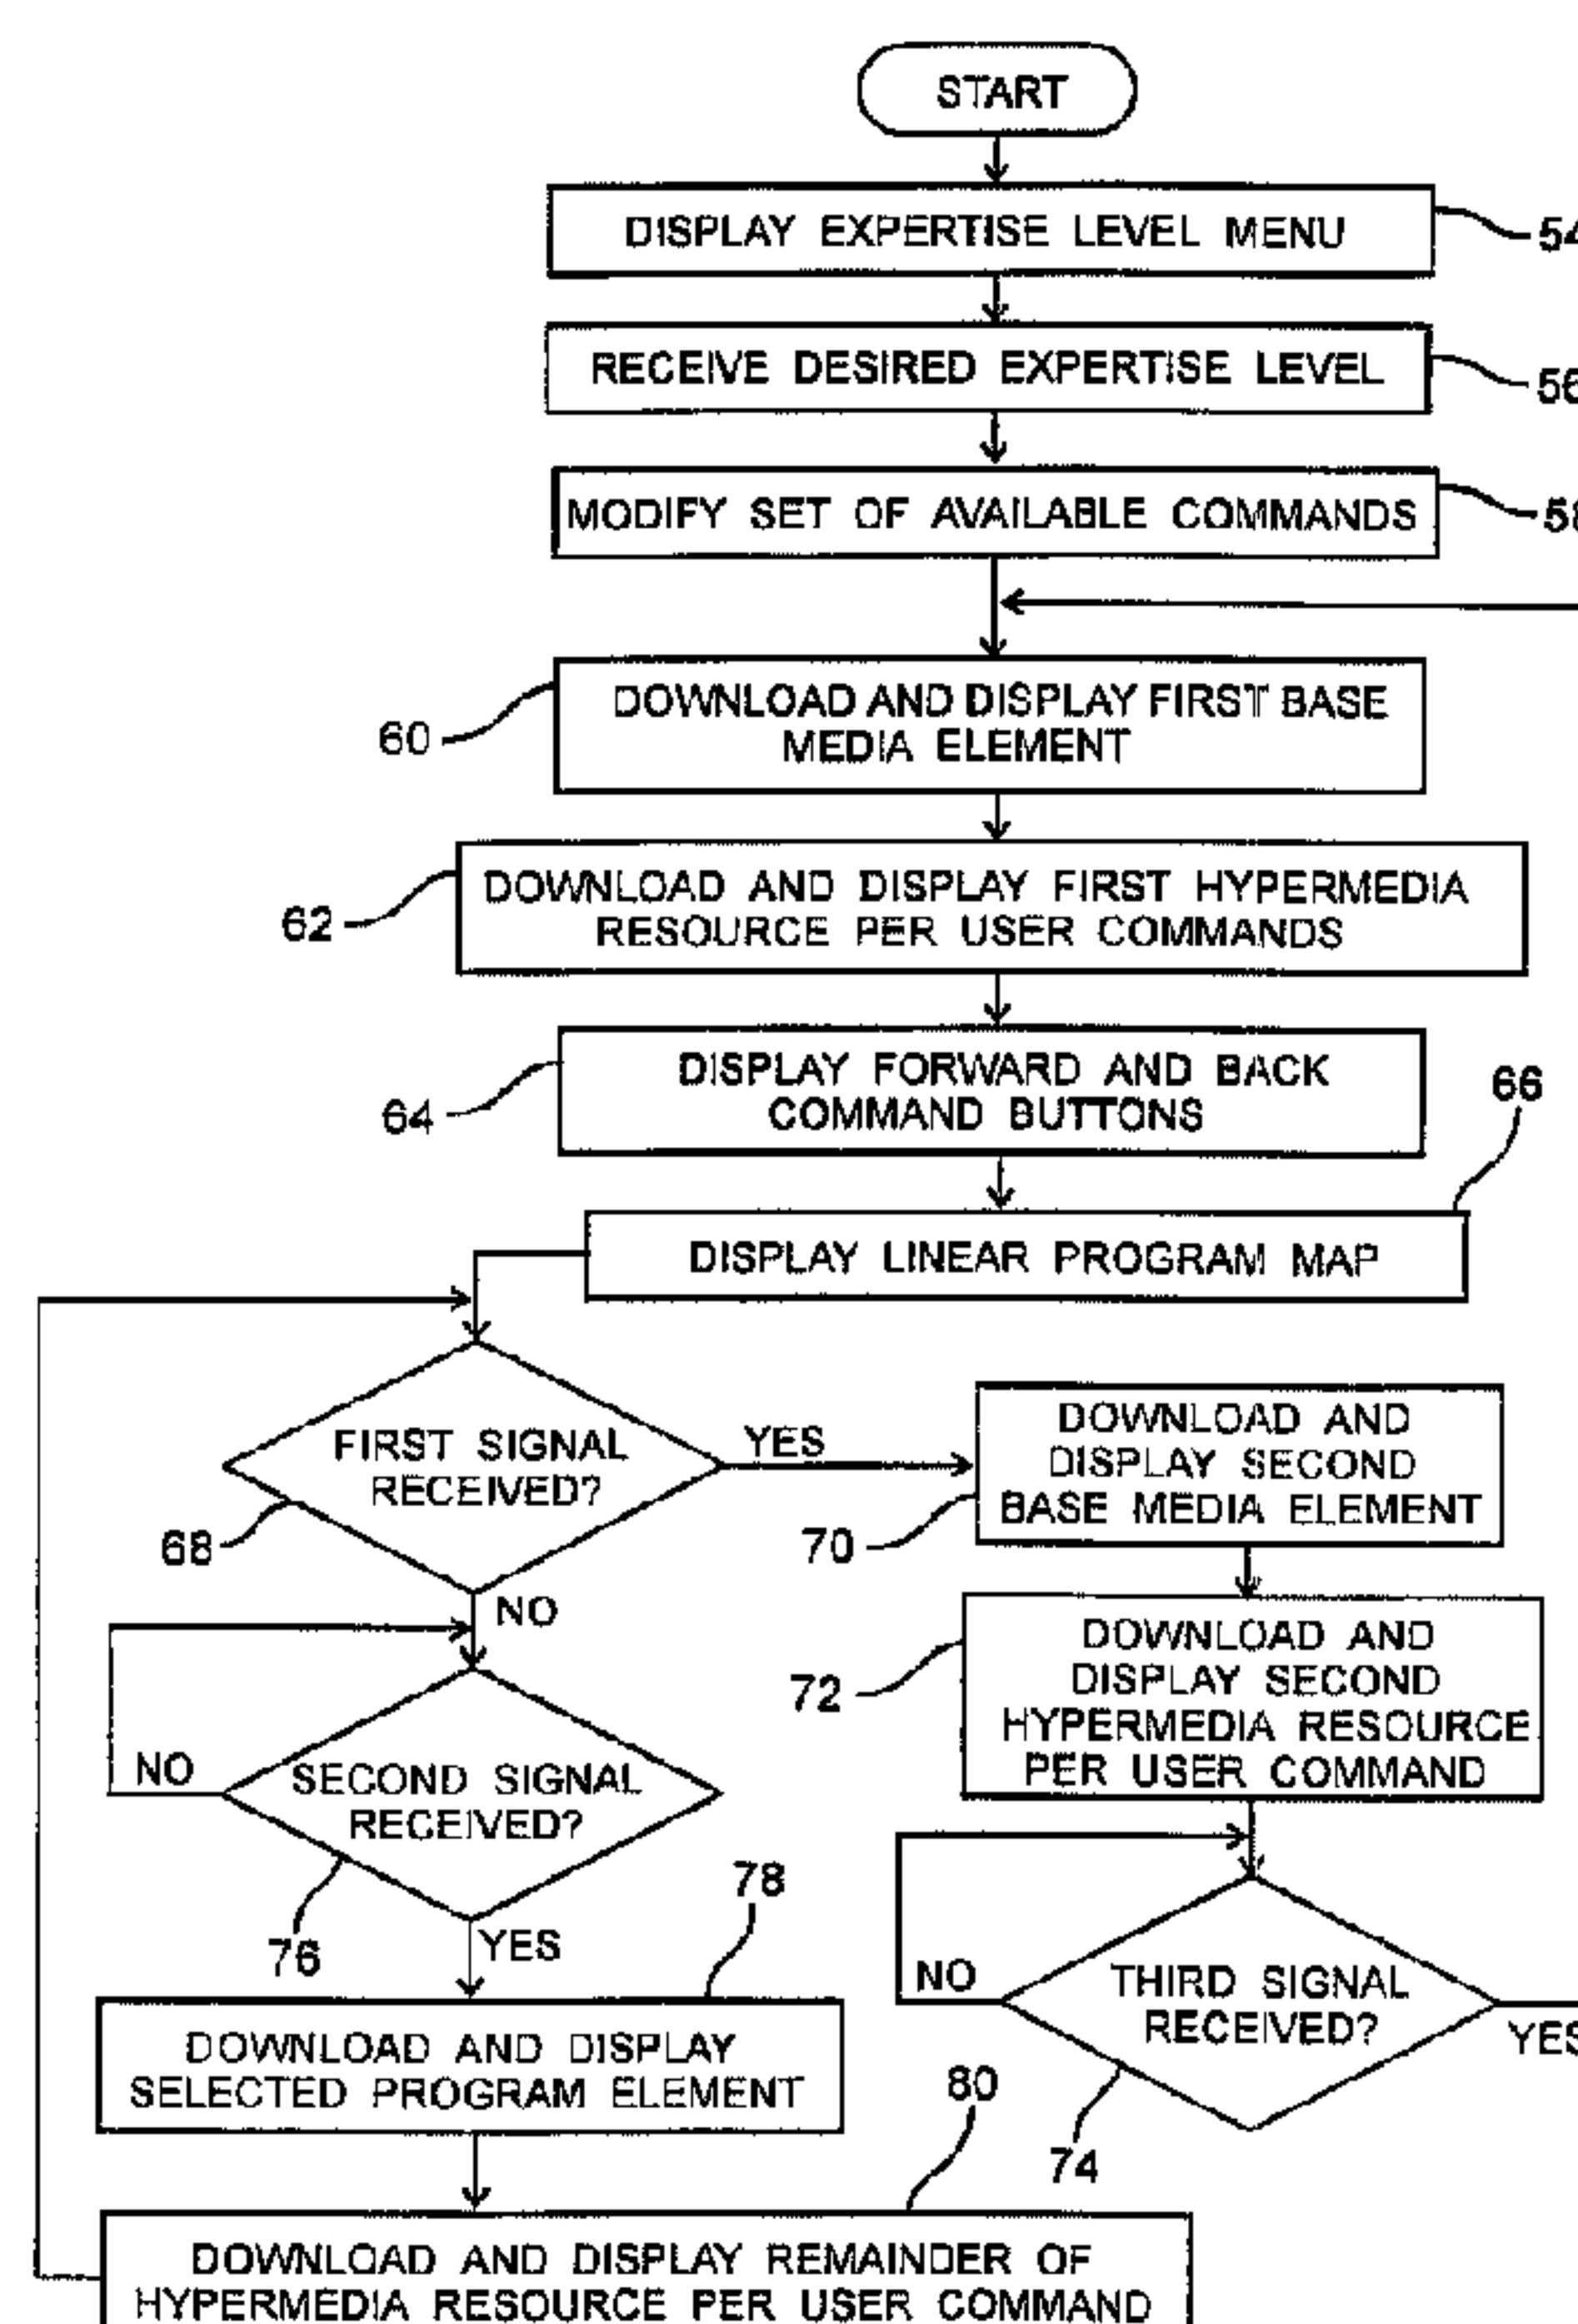 START
DISPLAY EXPERTISE LEVEL MENU
54
RECEIVE DESIRED EXPERTISE LEVEL
56
MODIFY SET OF AVAILABLE COMMANDS
58
DOWNLOAD AND DISPLAY FIRST BASE
MEDIA ELEMENT
60
DOWNLOAD AND DISPLAY FIRST HYPERMEDIA
RESOURCE PER USER COMMANDS
62
DISPLAY FORWARD AND BACK
COMMAND BUTTONS
64
66
DISPLAY LINEAR PROGRAM MAP
FIRST SIGNAL
RECEIVED?
YES
68
NO
DOWNLOAD AND
DISPLAY SECOND
BASE MEDIA ELEMENT
70
DOWNLOAD AND
DISPLAY SECOND
HYPERMEDIA RESOURCE
PER USER COMMAND
72
SECOND SIGNAL
RECEIVED?
NO
76
YES
78
THIRD SIGNAL
RECEIVED?
NO
YES
74
DOWNLOAD AND DISPLAY
SELECTED PROGRAM ELEMENT
80
DOWNLOAD AND DISPLAY REMAINDER OF
HYPERMEDIA RESOURCE PER USER COMMAND